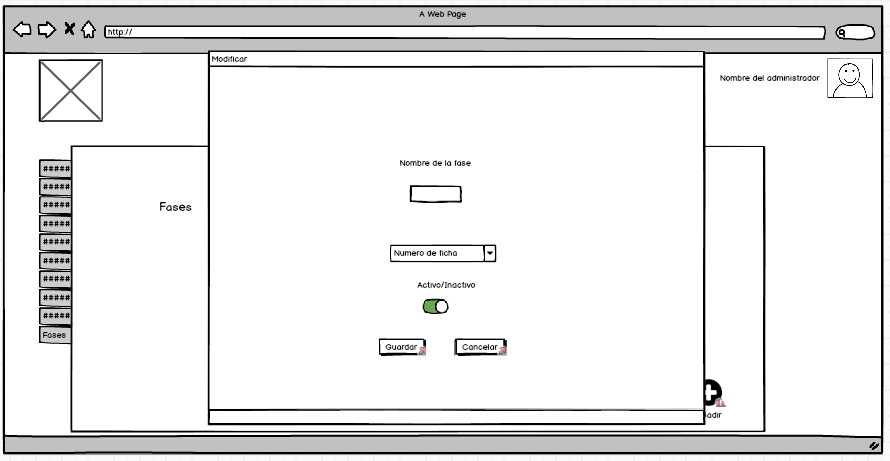 A Web Page
http://
Modificar
Nombre del administrador
Nombre de la fase
#####
#####
#####
Fases
#####
#####
Numero de ficha
#####
#####
Activo/Inactivo
#####
#####
Fases
Guardar
Cancelar
adir